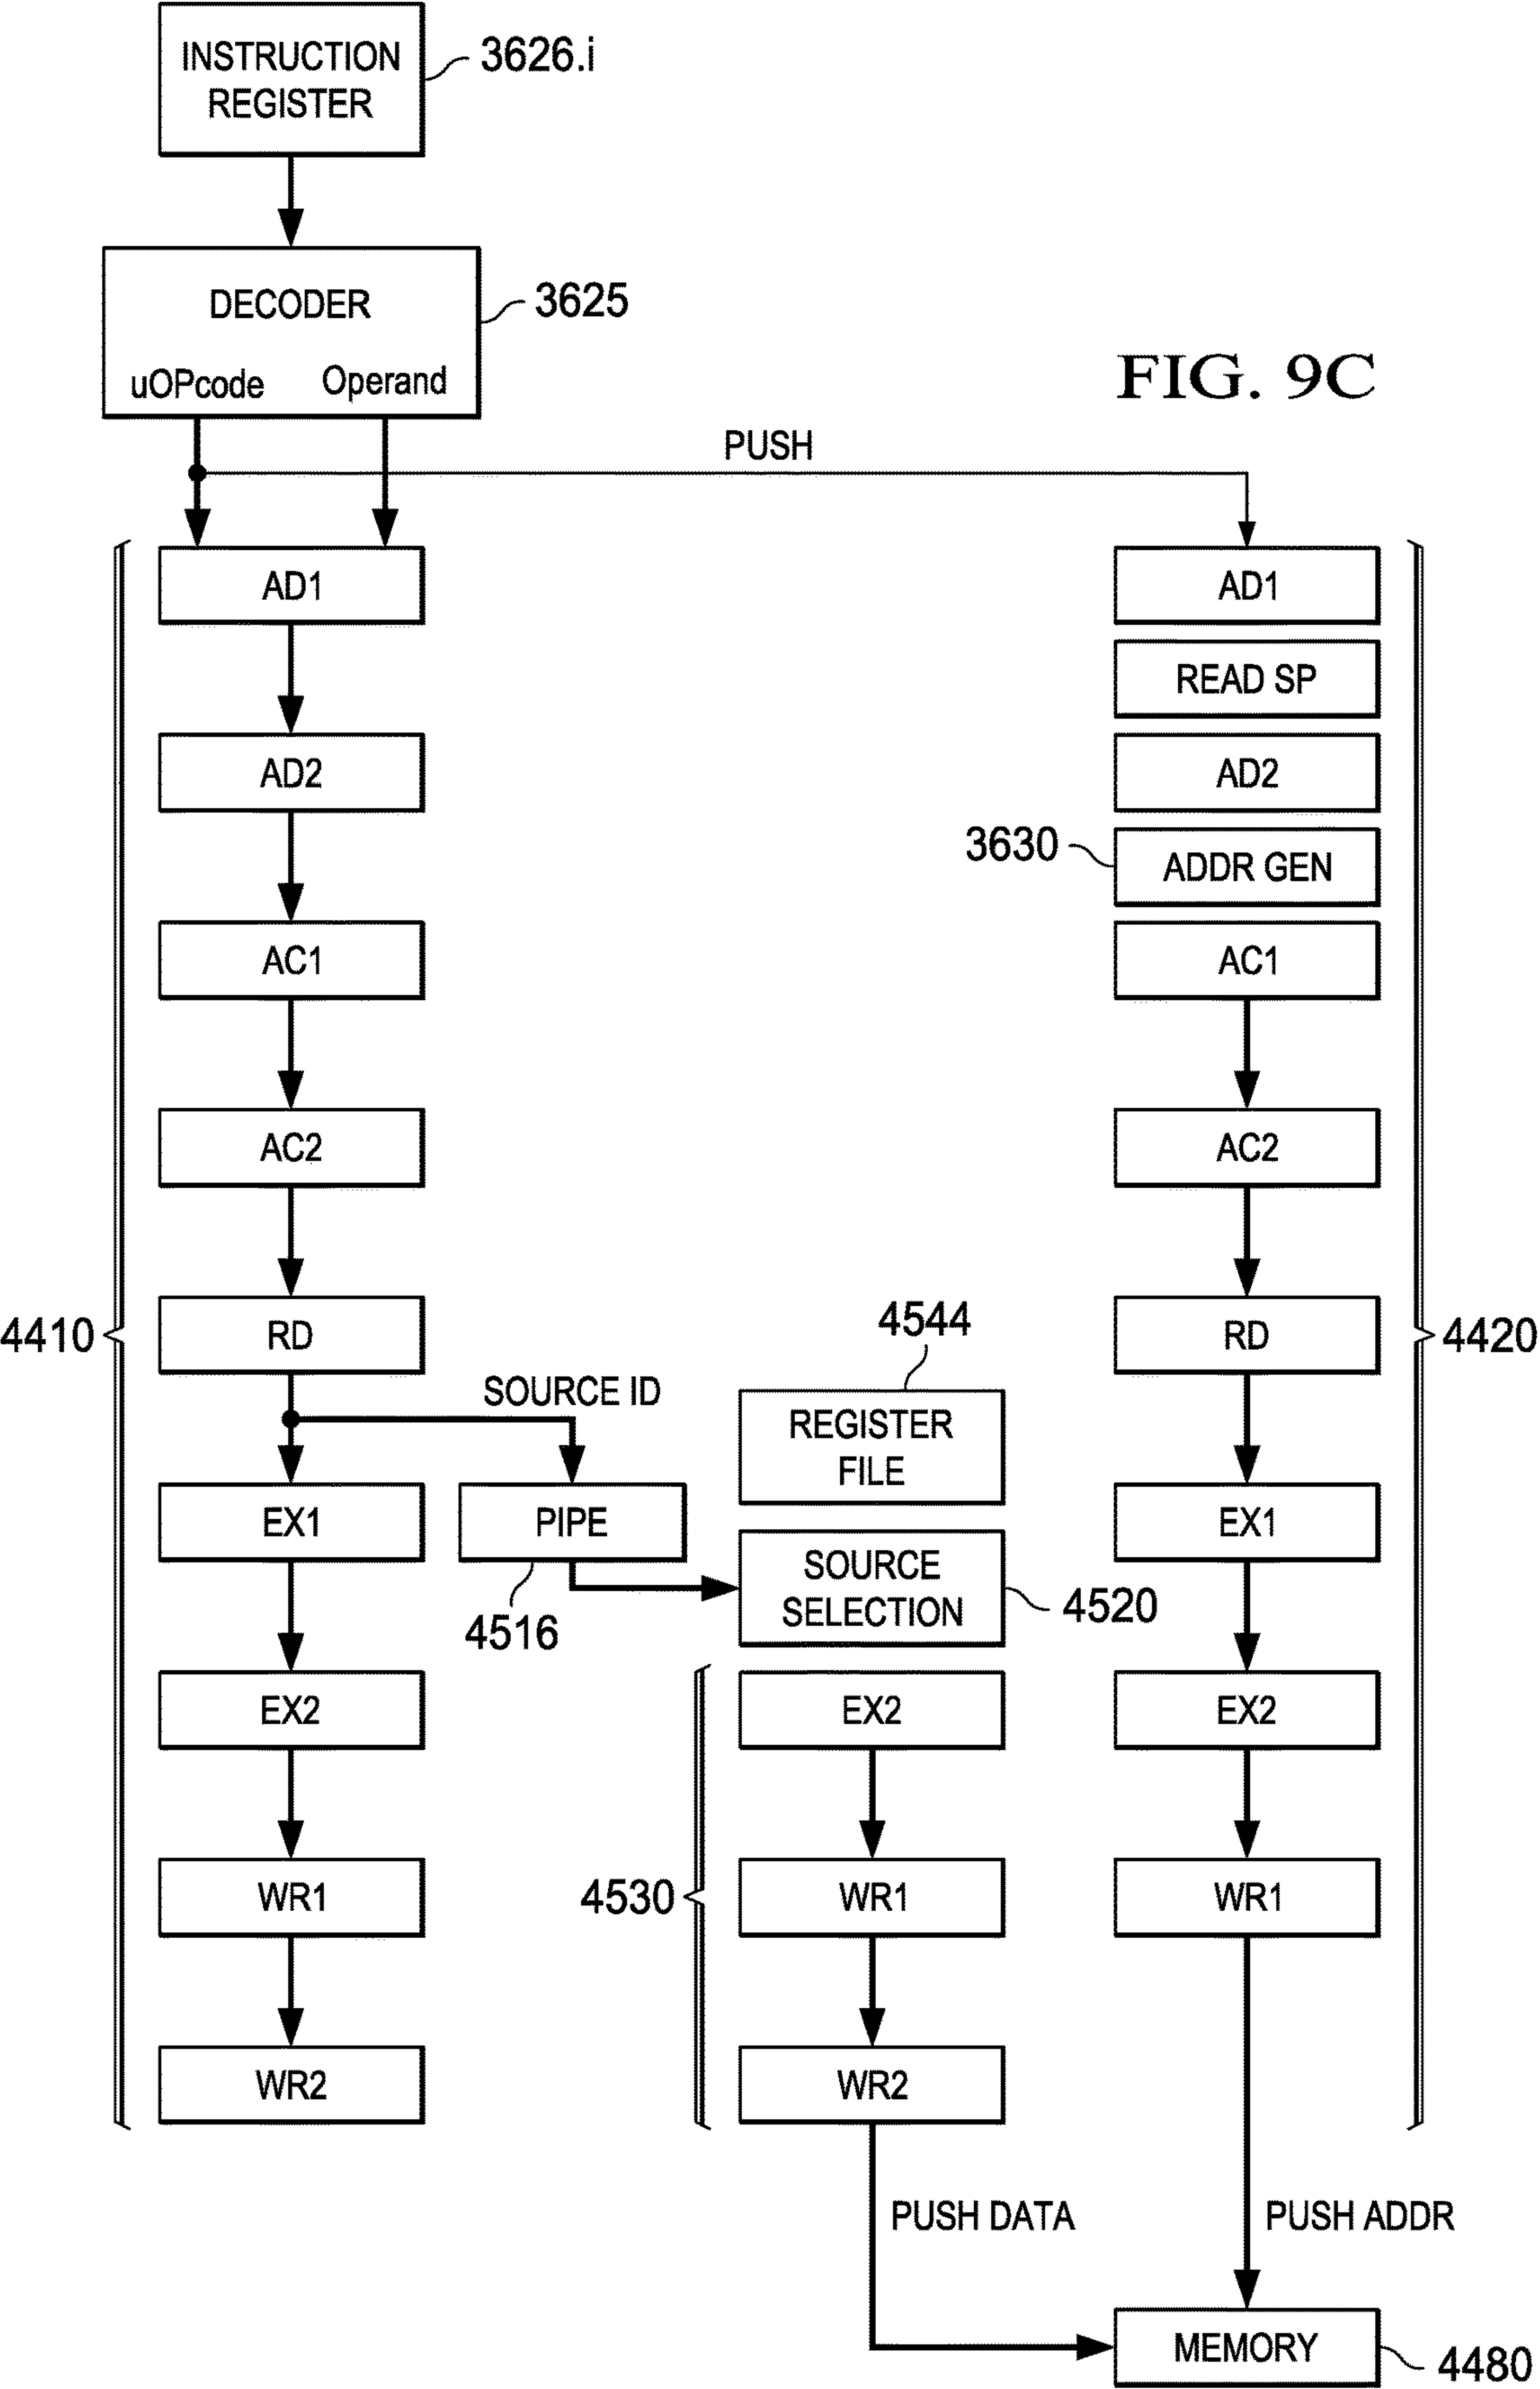 INSTRUCTION
REGISTER
3626.i
DECODER
3625
uOPcode
Operand
FIG. 9C
PUSH
AD1
AD1
READ SP
AD2
AD2
3630
ADDR GEN
AC1
AC1
AC2
AC2
4410
RD
4544
RD
4420
SOURCE ID
REGISTER
FILE
EX1
PIPE
EX1
4516
SOURCE
SELECTION
4520
EX2
EX2
EX2
4530
WR1
WR1
WR1
WR2
WR2
PUSH DATA
PUSH ADDR
MEMORY
4480